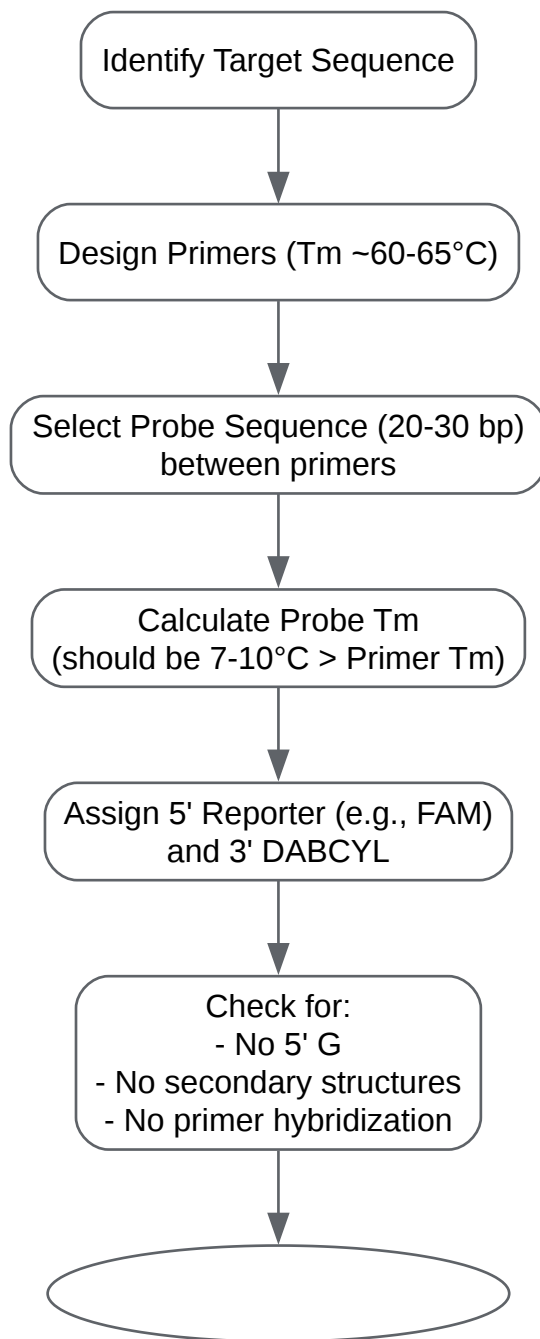 Identify Target Sequence
Design Primers (Tm ~60-65°C)
Select Probe Sequence (20-30 bp)
between primers
Calculate Probe Tm
(should be 7-10°C > Primer Tm)
Assign 5' Reporter (e.g., FAM)
and 3' DABCYL
Check for:
- No 5' G
- No secondary structures
- No primer hybridization